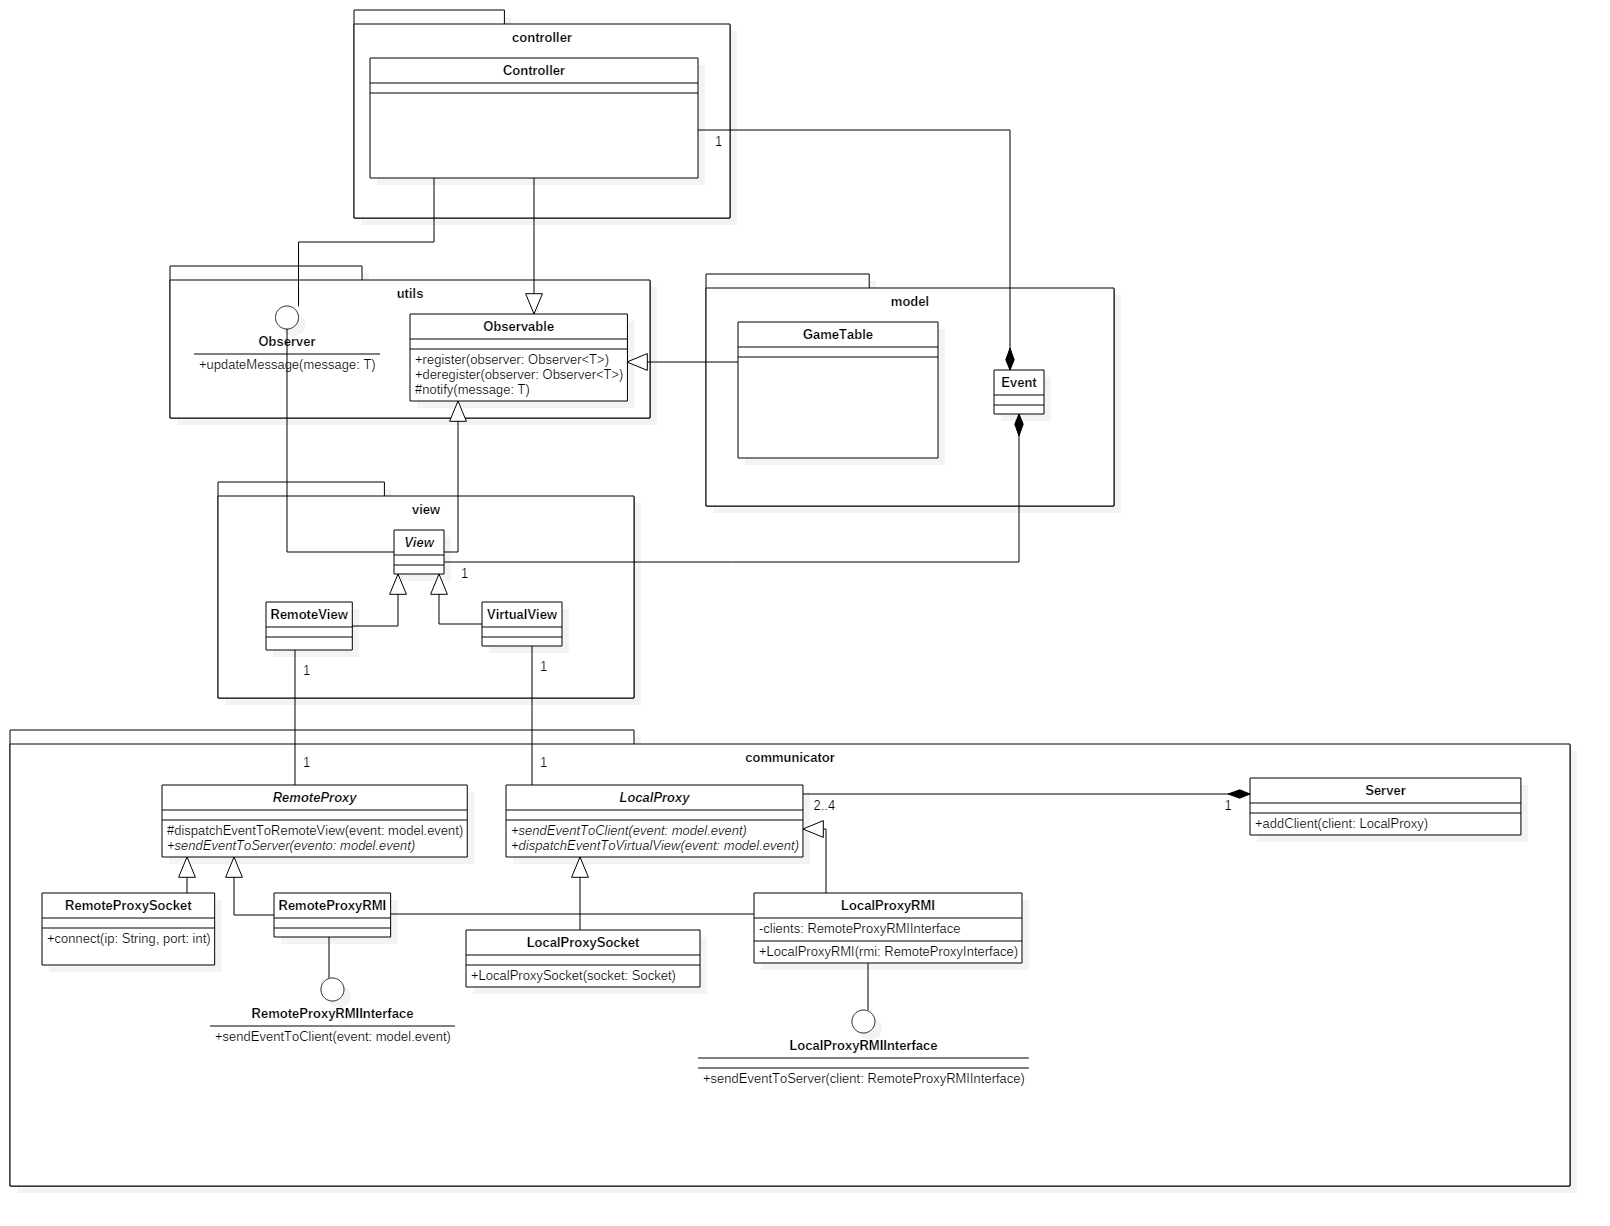 controller
Controller
1
utils
Observer
+updateMessage(message: T)
Observable
+register(observer: Observer<T>)
+deregister(observer: Observer<T>)
#notify(message: T)
model
GameTable
Event
view
View
1
RemoteView
VirtualView
1
1
communicator
1
1
RemoteProxy
#dispatchEventToRemoteView(event: model.event)
+sendEventToServer(evento: model.event)
LocalProxy
+sendEventToClient(event: model.event)
+dispatchEventToVirtualView(event: model.event)
2..4
1
Server
+addClient(client: LocalProxy)
RemoteProxySocket
+connect(ip: String, port: int)
RemoteProxyRMI
LocalProxySocket
+LocalProxySocket(socket: Socket)
LocalProxyRMI
-clients: RemoteProxyRMIInterface
+LocalProxyRMI(rmi: RemoteProxyInterface)
RemoteProxyRMIInterface
+sendEventToClient(event: model.event)
LocalProxyRMIInterface
+sendEventToServer(client: RemoteProxyRMIInterface)